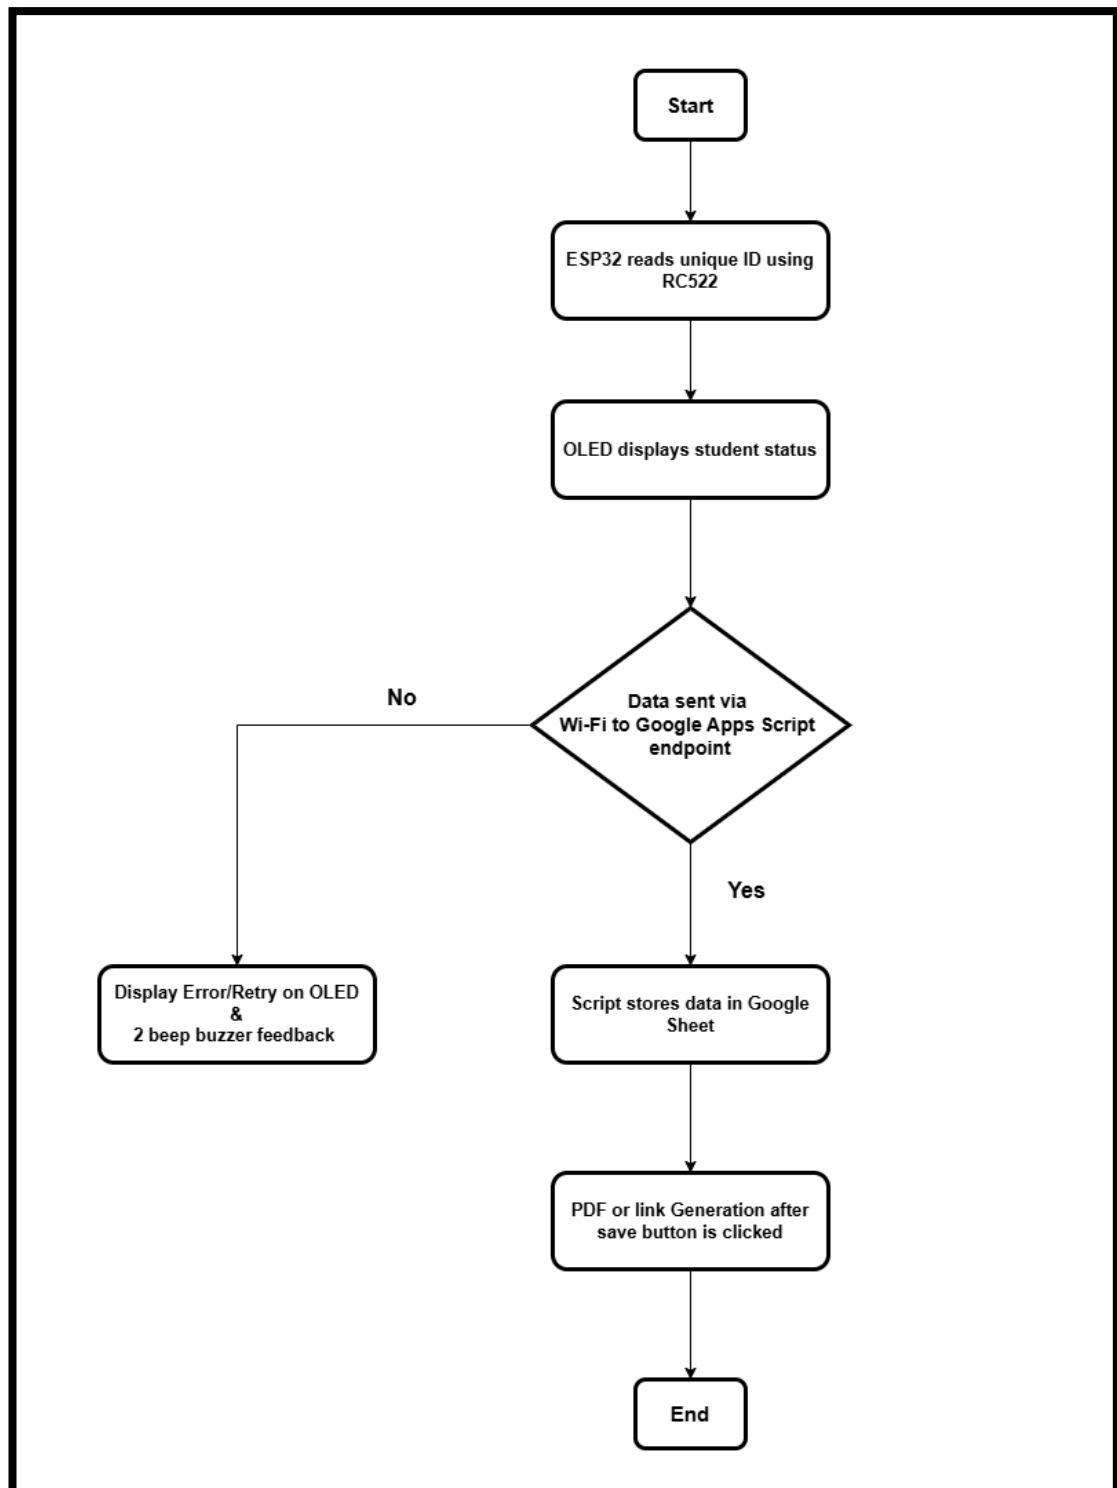 Start
ESP32 reads unique ID using
RC522
OLED displays student status
Data sent via
Wi-Fi to Google Apps Script
endpoint
No
Yes
Display Error/Retry on OLED
&
2 beep buzzer feedback
Script stores data in Google
Sheet
PDF or link Generation after
save button is clicked
End